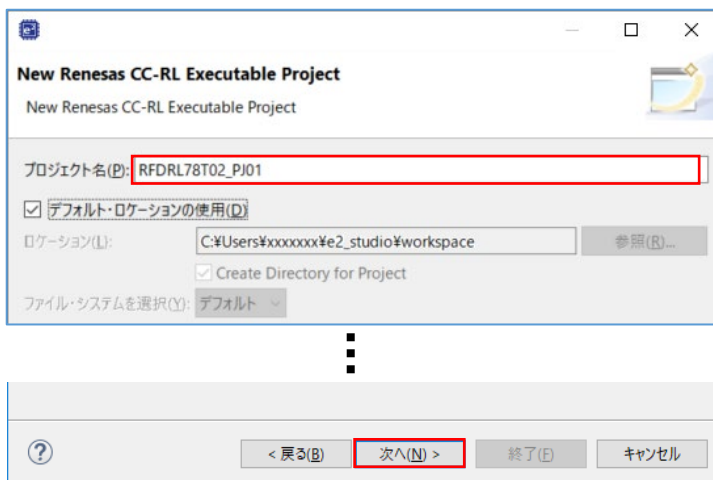 New Renesas CC-RL Executable Project
New Renesas CC-RL Executable Project
プロジェクト名(P): RFDRL78T02_PJ01
デフォルト・ロケーションの使用(D)
ロケーション(L): C:¥Users¥xxxxxxx¥e2_studio¥workspace 参照(R)...
Create Directory for Project
ファイル・システムを選択(Y): デフォルト
< 戻る(B) 次へ(N) > 終了(F) キャンセル